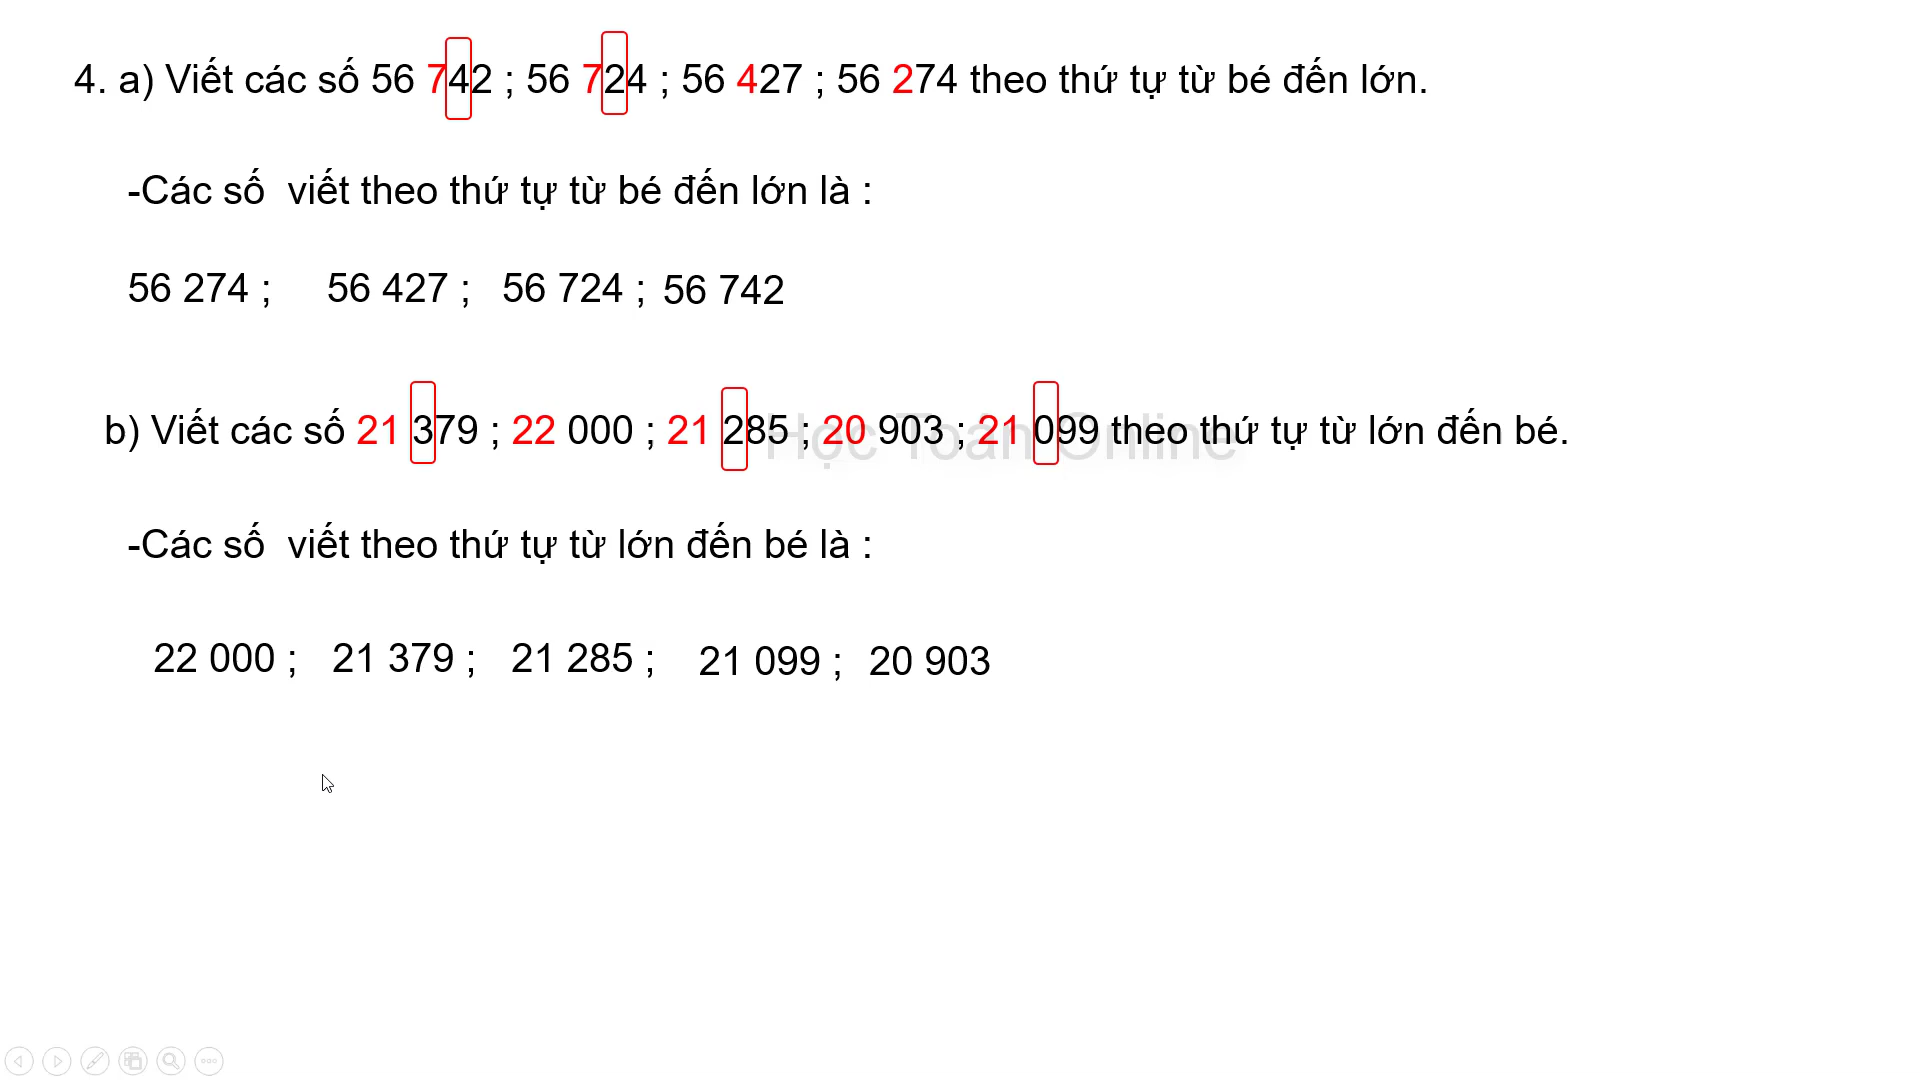 4. a) Viết các số 56 742 ; 56 724 ; 56 427 ; 56 274 theo thứ tự từ bé đến lớn.
-Các số viết theo thứ tự từ bé đến lớn là :
56 274 ; 56 427 ; 56 724 ; 56 742
b) Viết các số 21 379 ; 22 000 ; 21 285 ; 20 903 ; 21 099 theo thứ tự từ lớn đến bé.
Học Toán Online
-Các số viết theo thứ tự từ lớn đến bé là :
22 000 ; 21 379 ; 21 285 ; 21 099 ; 20 903